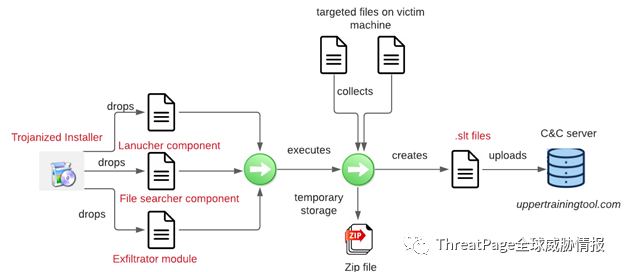 targeted files on victim
machine
collects
drops
Trojanized Installer
Lanucher component
drops
File searcher component
drops
Exfiltrator module
executes
temporary
storage
ZIP
Zip file
creates
.slt files
uploads
C&C server
uppertrainingtool.com
ThreatPage全球威胁情报